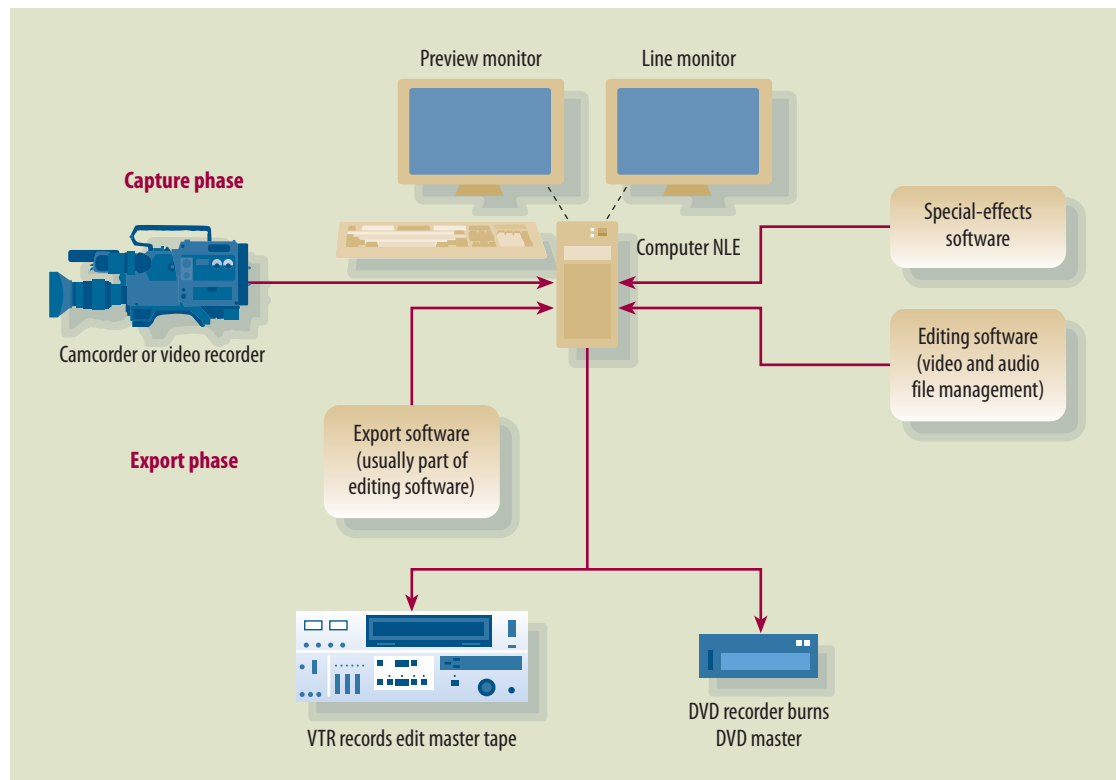 Preview monitor
Line monitor
Capture phase
Special-effects
software
Computer NLE
Camcorder or video recorder
Editing software
(video and audio
file management)
Export software
(usually part of
editing software)
Export phase
VTR records edit master tape
DVD recorder burns
DVD master